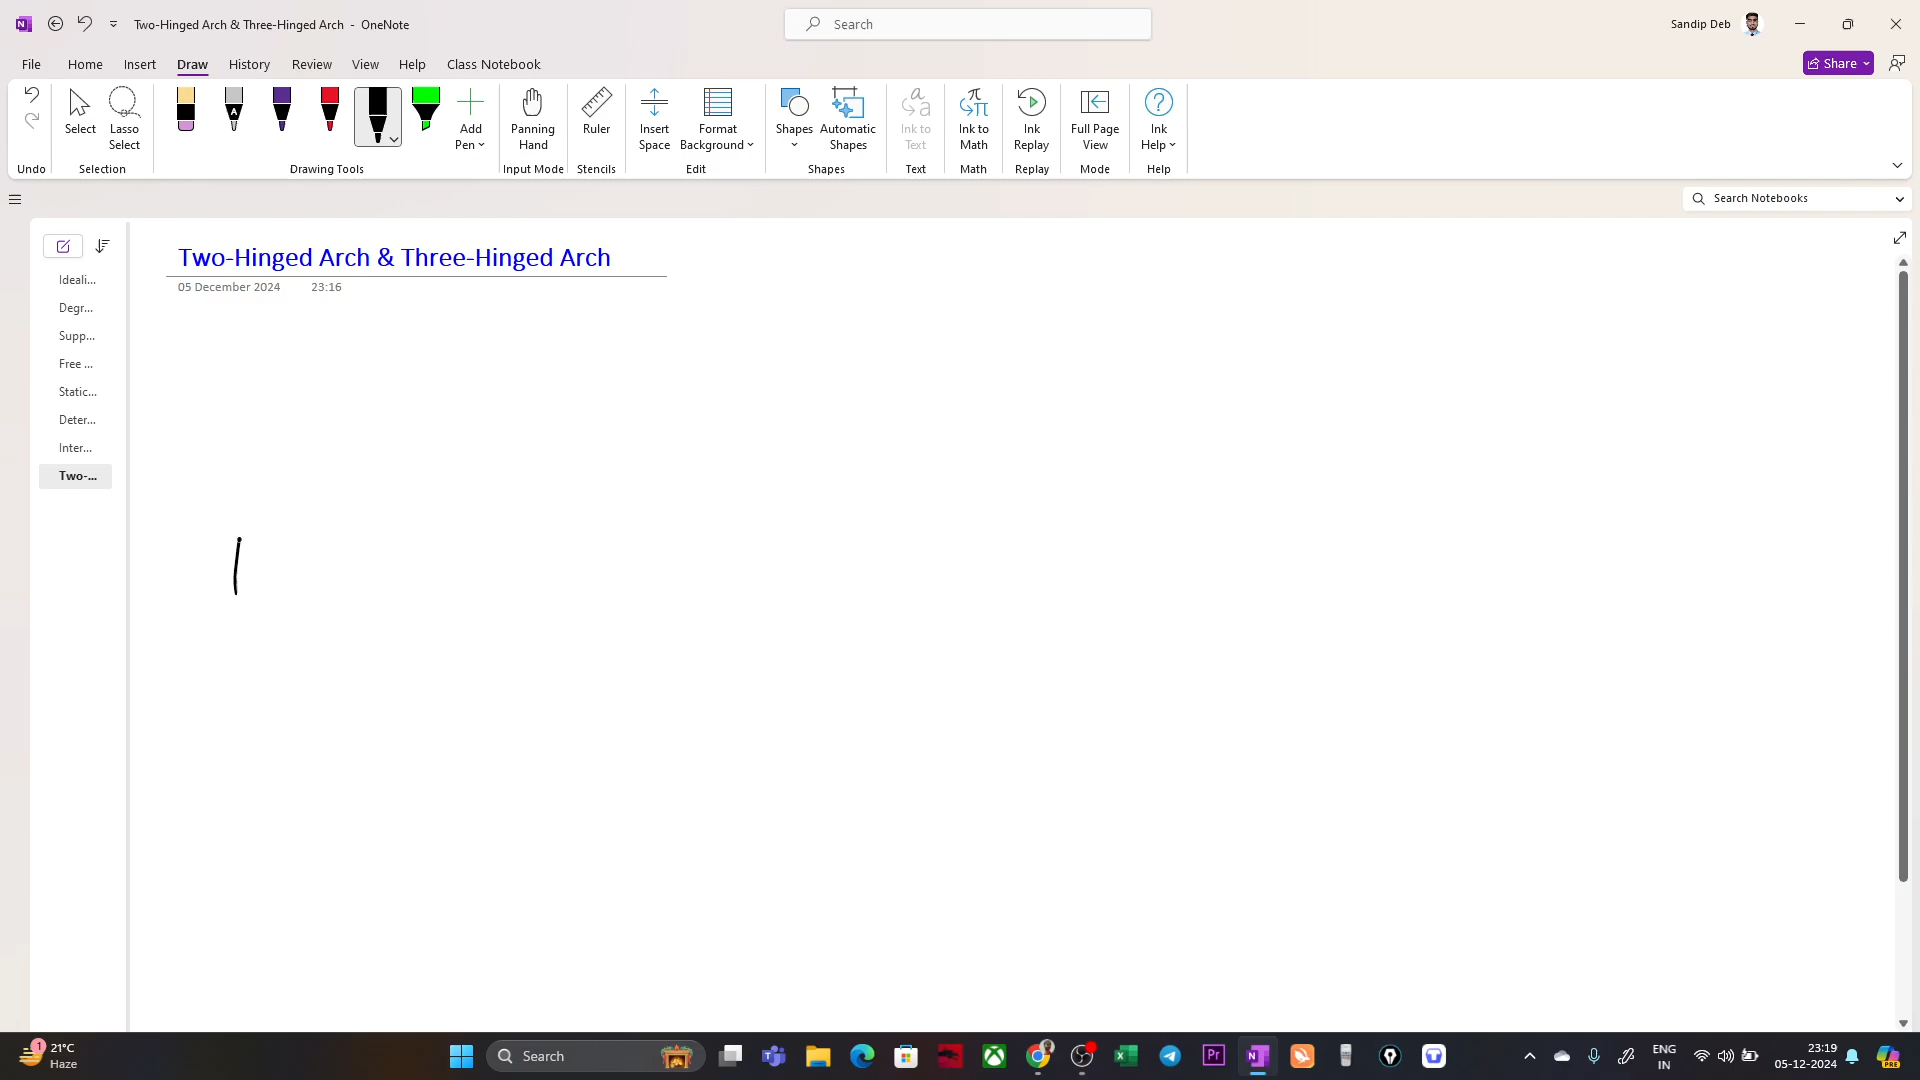 Two-Hinged Arch & Three-Hinged Arch - OneNote
Search
Sandip Deb
File Home Insert Draw History Review View Help Class Notebook
Share
Select
Lasso Select
A
Add Pen
Panning Hand
Ruler
Insert Space
Format Background
Shapes
Automatic Shapes
Ink to Text
Ink to Math
Ink Replay
Full Page View
Ink Help
Undo Selection Drawing Tools Input Mode Stencils Edit Shapes Text Math Replay Mode Help
Search Notebooks
Two-Hinged Arch & Three-Hinged Arch
05 December 2024 23:16
Ideali...
Degr...
Supp...
Free ...
Static...
Deter...
Inter...
Two-...
1
21°C
Haze
Search
Pr
N
ENG
IN
23:19
05-12-2024
PRE